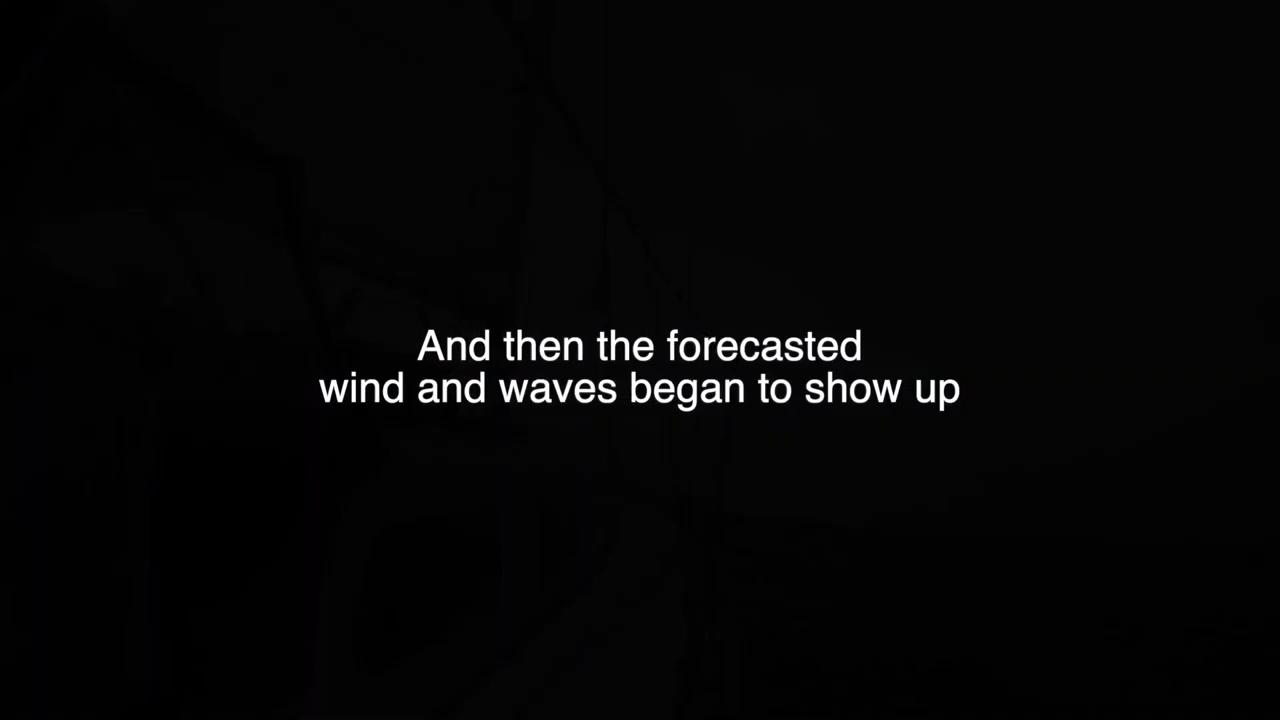 And then the forecasted
wind and waves began to show up